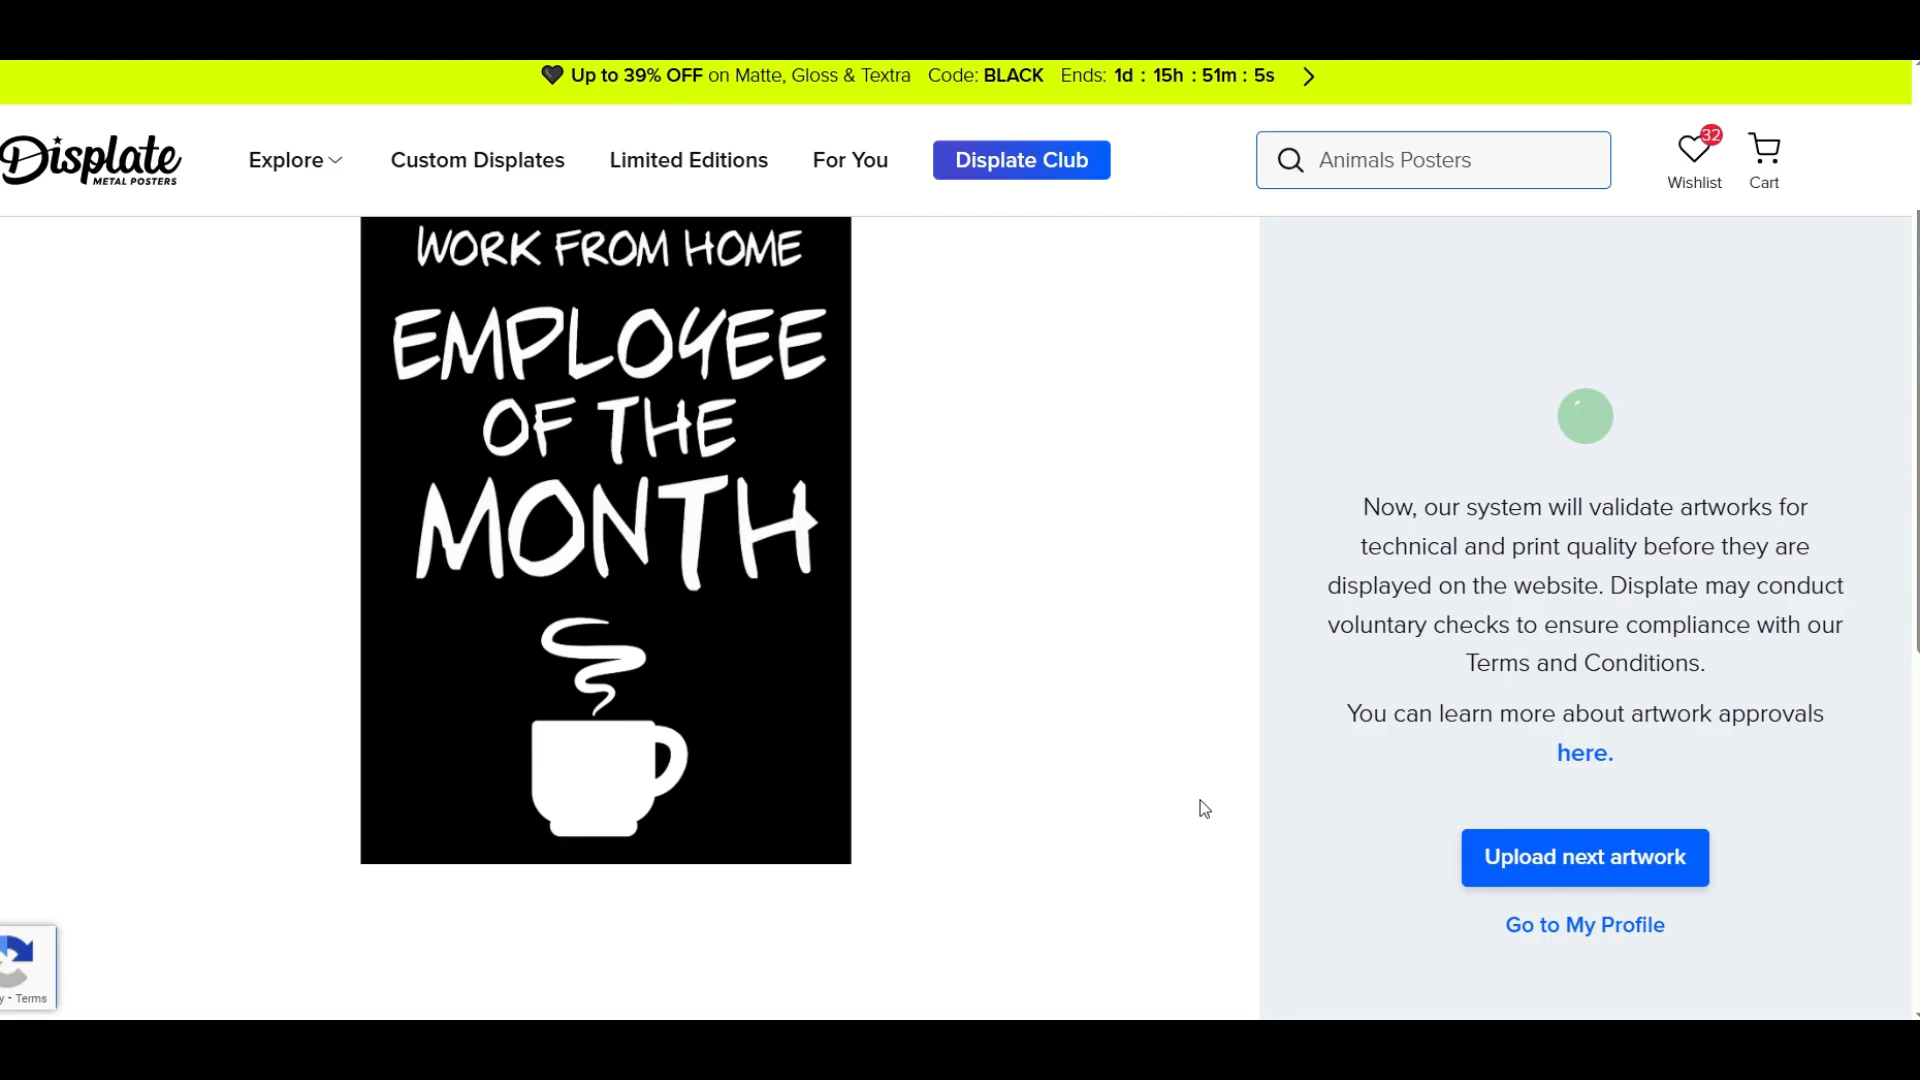 Up to 39% OFF on Matte, Gloss & Textra Code: BLACK Ends: 1d : 15h : 51m : 5s
Displate
METAL POSTERS
Explore
Custom Displates
Limited Editions
For You
Displate Club
Animals Posters
32
Wishlist
Cart
WORK FROM HOME
EMPLOYEE
OF THE
MONTH
Now, our system will validate artworks for
technical and print quality before they are
displayed on the website. Displate may conduct
voluntary checks to ensure compliance with our
Terms and Conditions.
You can learn more about artwork approvals
here.
Upload next artwork
Go to My Profile
y - Terms